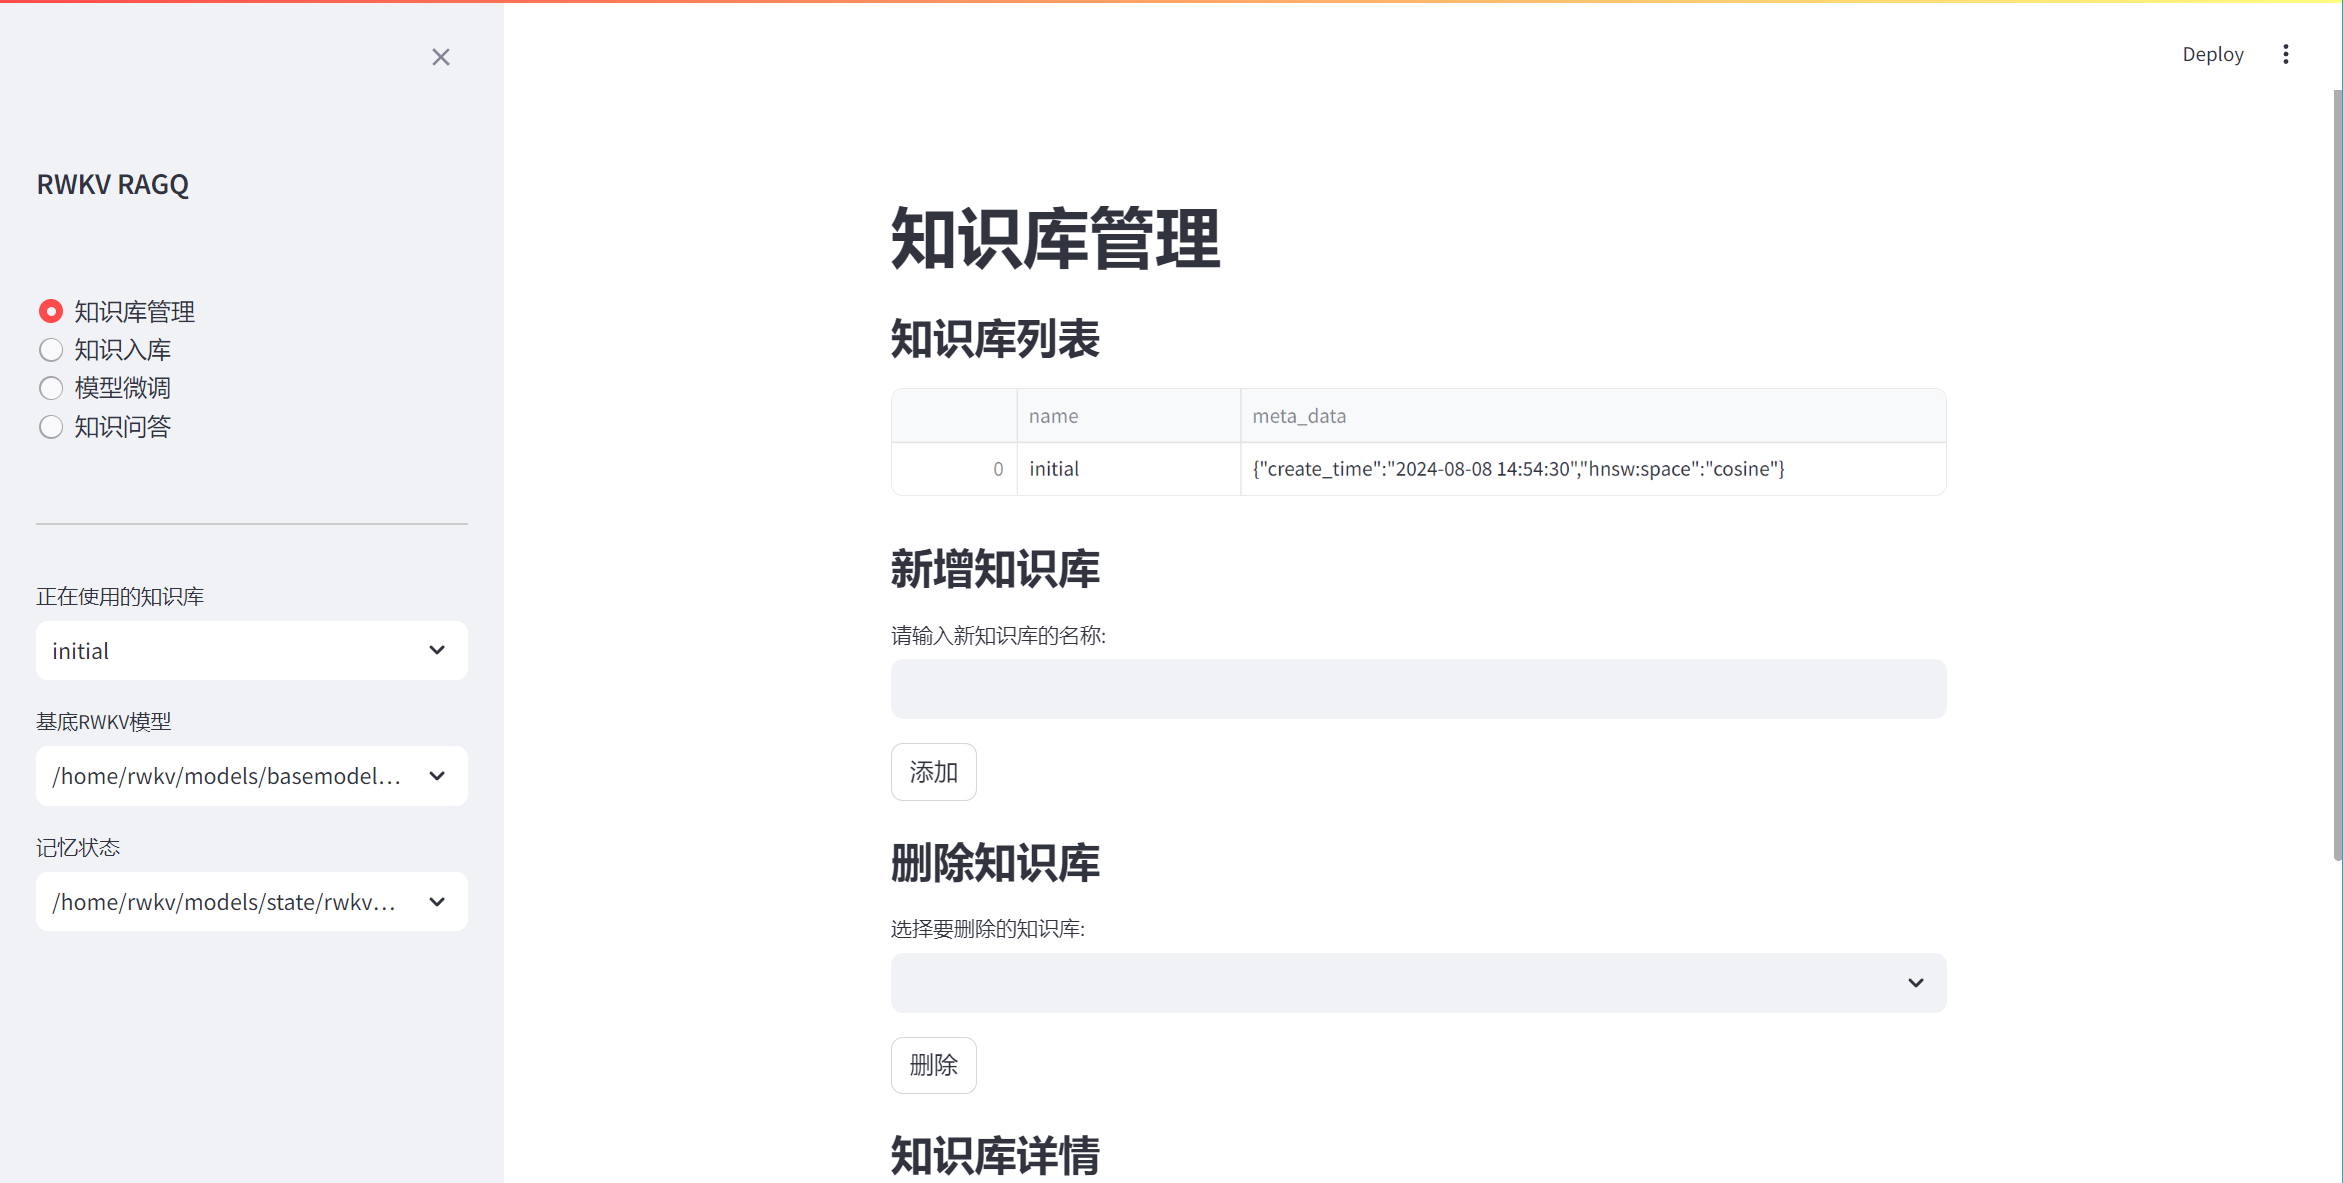 Deploy
RWKV RAGQ
知识库管理
知识入库
模型微调
知识问答
正在使用的知识库
initial
基底RWKV模型
/home/rwkv/models/basemodel...
记忆状态
/home/rwkv/models/state/rwkv...
知识库管理
知识库列表
name meta_data
0 initial {"create_time":"2024-08-08 14:54:30","hnsw:space":"cosine"}
新增知识库
请输入新知识库的名称:
添加
删除知识库
选择要删除的知识库:
删除
知识库详情